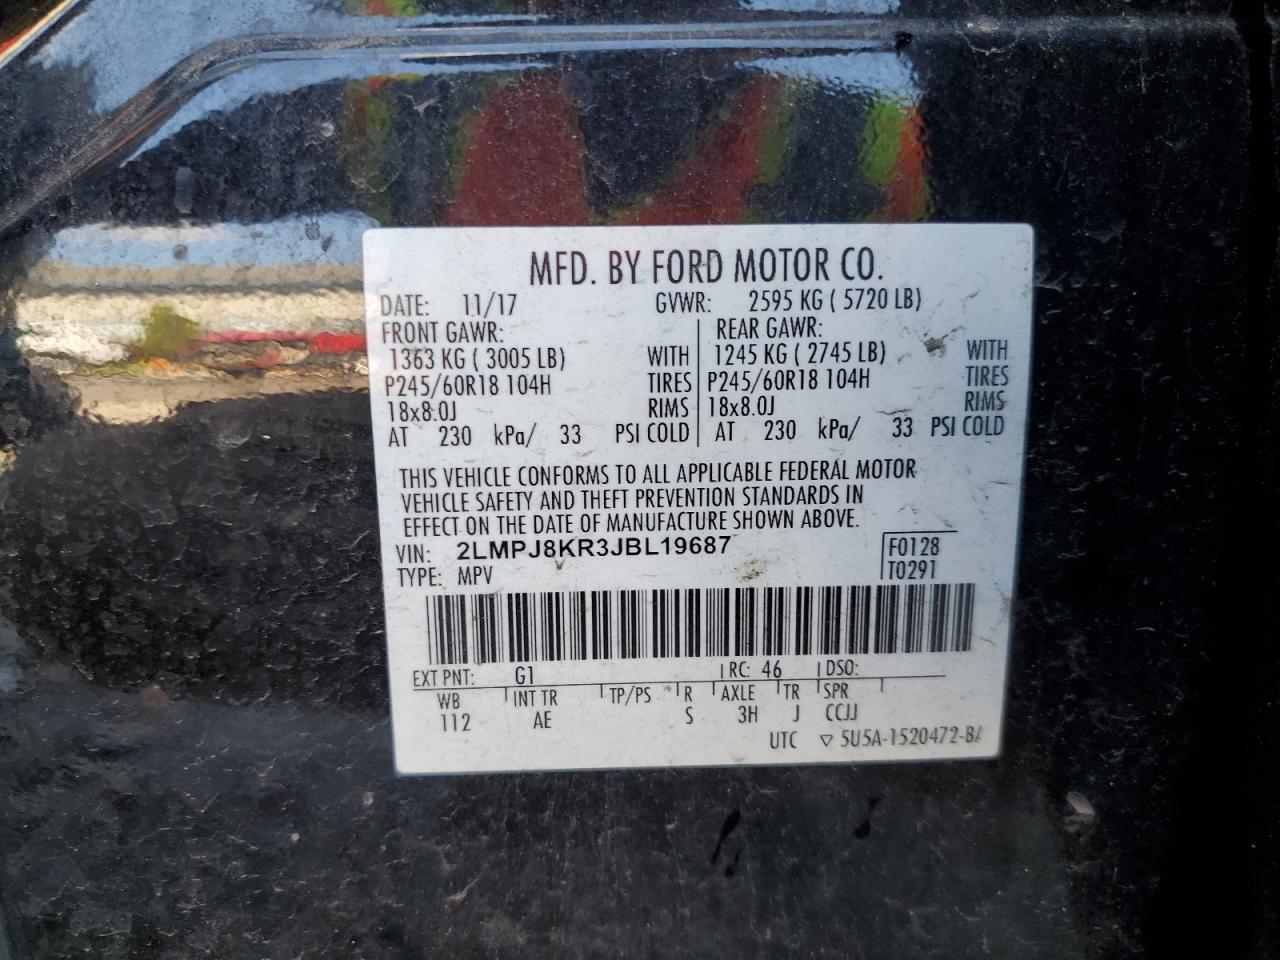 MFD. BY FORD MOTOR CO.
DATE: 11/17 GVWR: 2595 KG ( 5720 LB)
FRONT GAWR: REAR GAWR:
1363 KG ( 3005 LB) WITH 1245 KG ( 2745 LB) WITH
P245/60R18 104H TIRES P245/60R18 104H TIRES
18x8.0J RIMS 18x8.0J RIMS
AT 230 kPa/ 33 PSI COLD AT 230 kPa/ 33 PSI COLD
THIS VEHICLE CONFORMS TO ALL APPLICABLE FEDERAL MOTOR
VEHICLE SAFETY AND THEFT PREVENTION STANDARDS IN
EFFECT ON THE DATE OF MANUFACTURE SHOWN ABOVE.
VIN: 2LMPJ8KR3JBL19687 F0128
TYPE: MPV T0291
EXT PNT: G1 RC: 46 DSO:
WB INT TR TP/PS R AXLE TR SPR
112 AE S 3H J CCJJ
UTC ▽ 5U5A-1520472-BA